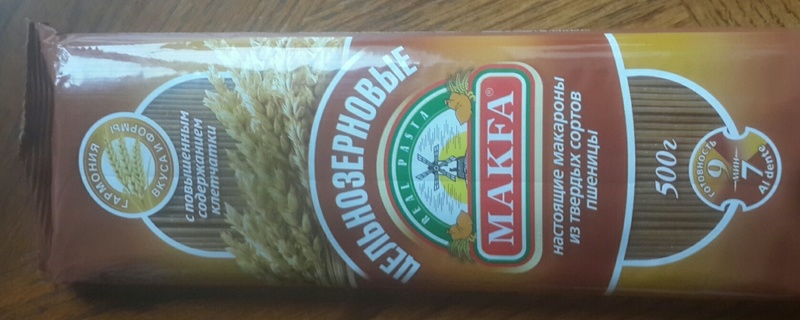 ГАРМОНИЯ
ВКУСА И ФОРМЫ
с повышенным
содержанием
клетчатки
ЦЕЛЬНОЗЕРНОВЫЕ
REAL PASTA
MAKFA®
настоящие макароны
из твердых сортов
пшеницы
500г
ГОТОВНОСТЬ
9
мин
7
Al dente